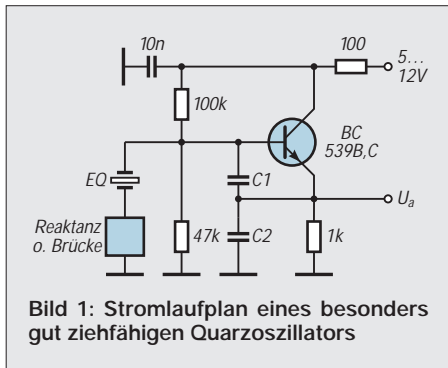 10n
100
5...
12V
100k
BC
539B,C
EQ
C1
U_a
Reaktanz
o. Brücke
47k
C2
1k
Bild 1: Stromlaufplan eines besonders
gut ziehfähigen Quarzoszillators